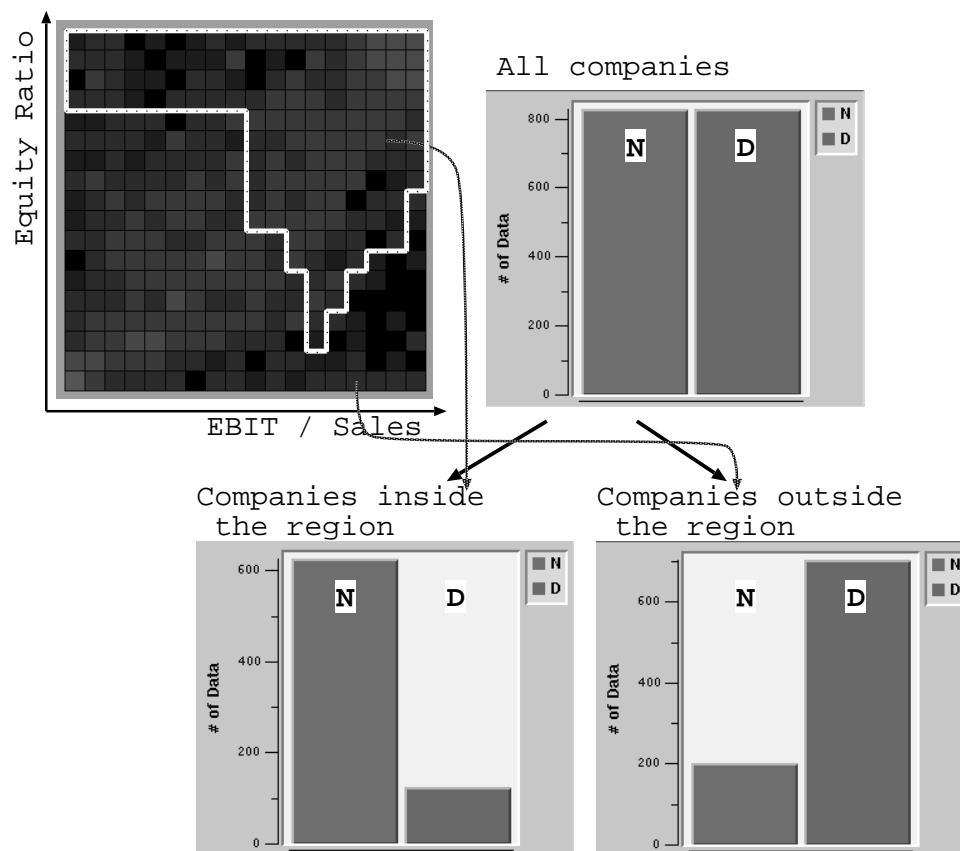 Equity Ratio
EBIT / Sales
All companies
# of Data
800
600
400
200
0
N
D
N
D
Companies inside
the region
# of Data
600
400
200
0
N
D
N
D
Companies outside
the region
# of Data
600
400
200
0
N
D
N
D